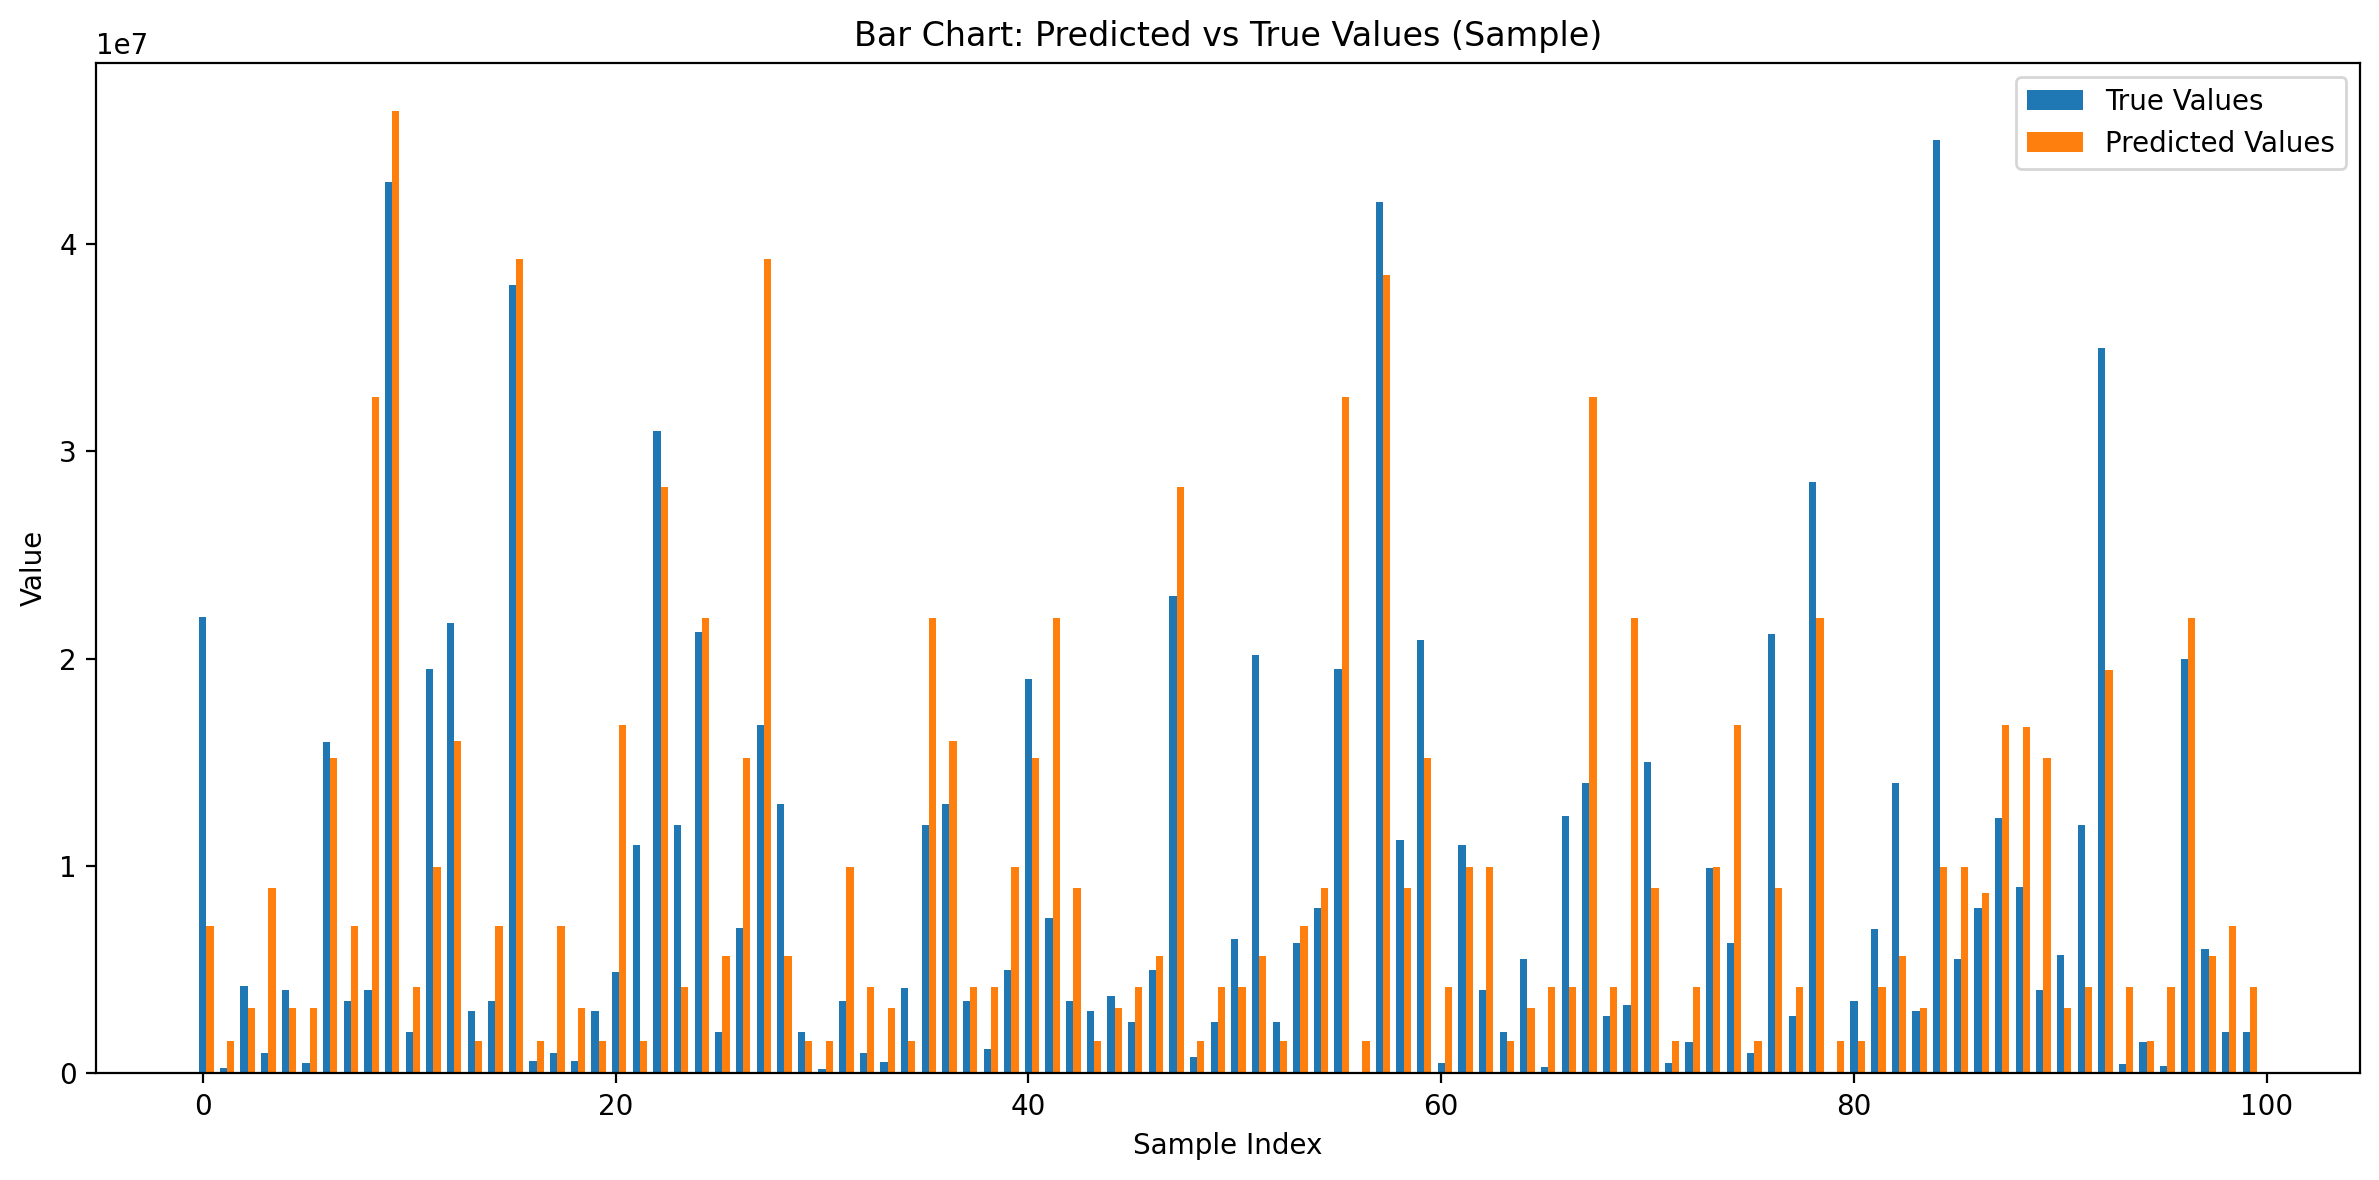 Bar Chart: Predicted vs True Values (Sample)
1e7
True Values
Predicted Values
4
3
2
1
0
Value
0 20 40 60 80 100
Sample Index